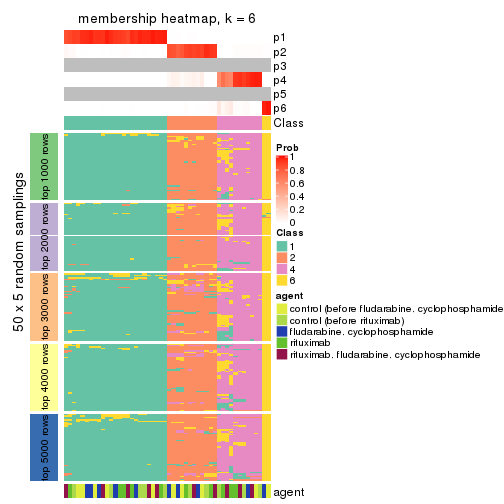 membership heatmap, k = 6
p1
p2
p3
p4
p5
p6
Class
50 x 5 random samplings
top 1000 rows
top 2000 rows
top 3000 rows
top 4000 rows
top 5000 rows
Prob
1
0.8
0.6
0.4
0.2
0
Class
1
2
4
6
agent
control (before fludarabine. cyclophosphamide
control (before rituximab)
fludarabine. cyclophosphamide
rituximab
rituximab. fludarabine. cyclophosphamide
agent